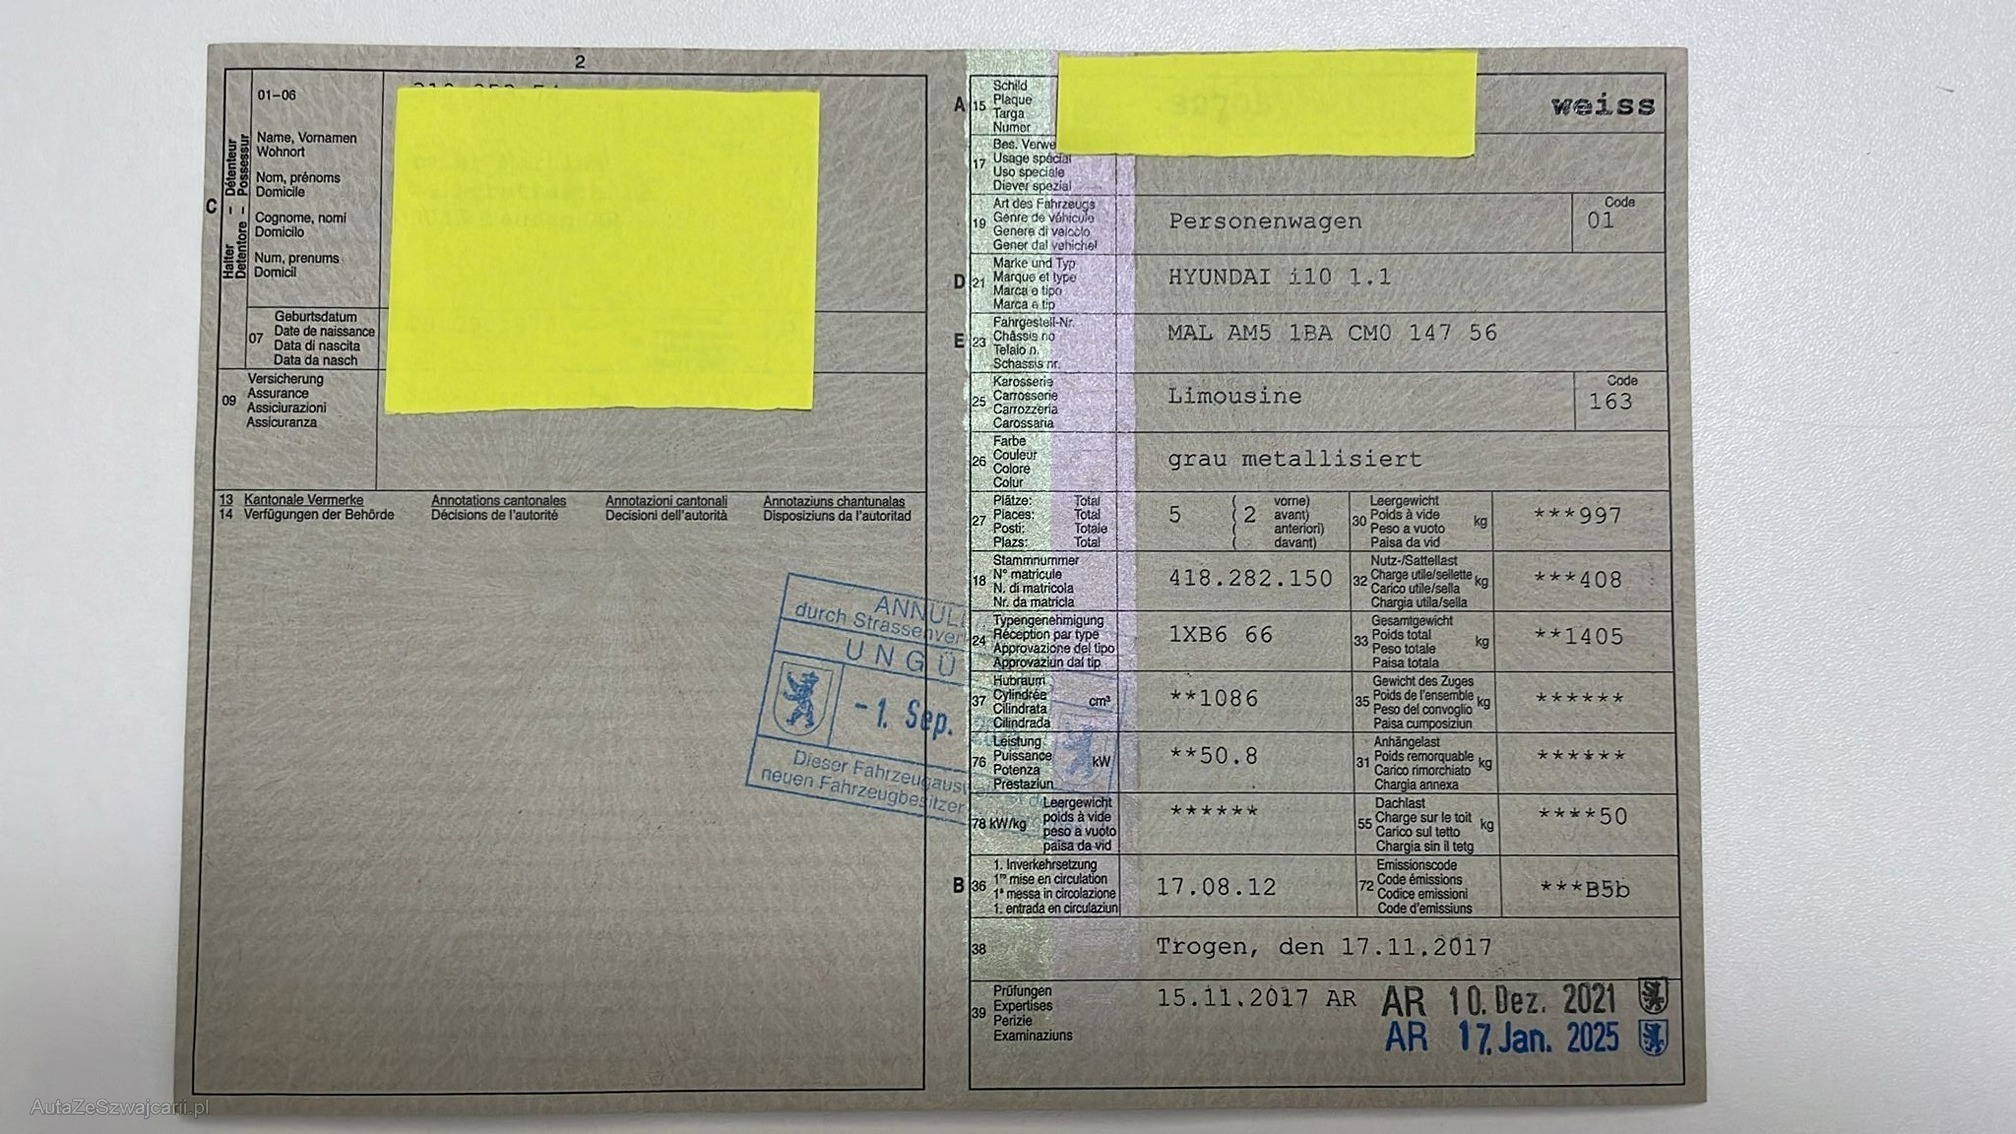 2
01-06
Halter – Détenteur
Detentore – Possessur
C
Name, Vornamen
Wohnort
Nom, prénoms
Domicile
Cognome, nomi
Domicilo
Num, prenums
Domicil
07
Geburtsdatum
Date de naissance
Data di nascita
Data da nasch
09
Versicherung
Assurance
Assiciurazioni
Assicuranza
13 Kantonale Vermerke Annotations cantonales Annotazioni cantonali Annotaziuns chantunalas
14 Verfügungen der Behörde Décisions de l'autorité Decisioni dell'autorità Disposiziuns da l'autoritad
ANNUL
durch Strassenver
UNGÜ
-1. Sep.
Dieser Fahrzeugausw
neuen Fahrzeugbesitzer
A 15
Schild
Plaque
Targa
Numer
weiss
17
Bes. Verwe
Usage spécial
Uso speciale
Diever spezial
19
Art des Fahrzeugs
Genre de véhicule
Genere di veicolo
Gener dal vehichel
Personenwagen
Code
01
D 21
Marke und Typ
Marque et type
Marca e tipo
Marca e tip
HYUNDAI i10 1.1
E 23
Fahrgestell-Nr.
Châssis no
Telaio n.
Schassis nr.
MAL AM5 1BA CM0 147 56
25
Karosserie
Carrosserie
Carrozzeria
Carossaria
Limousine
Code
163
26
Farbe
Couleur
Colore
Colur
grau metallisiert
27
Plätze: Total
Places: Total
Posti: Totale
Plazs: Total
5 (2 vorne)
avant)
anteriori)
davant)
30
Leergewicht
Poids à vide
Peso a vuoto
Paisa da vid
kg
***997
18
Stammnummer
N° matricule
N. di matricola
Nr. da matricla
418.282.150
32
Nutz-/Sattellast
Charge utile/sellette
Carico utile/sella
Chargia utila/sella
kg
***408
24
Typengenehmigung
Réception par type
Approvazione del tipo
Approvaziun dal tip
1XB6 66
33
Gesamtgewicht
Poids total
Peso totale
Paisa totala
kg
**1405
37
Hubraum
Cylindrée
Cilindrata
Cilindrada
cm³
**1086
35
Gewicht des Zuges
Poids de l'ensemble
Peso del convoglio
Paisa cumposiziun
kg
******
76
Leistung
Puissance
Potenza
Prestaziun
kW
**50.8
31
Anhängelast
Poids remorquable
Carico rimorchiato
Chargia annexa
kg
******
78 kW/kg
Leergewicht
poids à vide
peso a vuoto
paisa da vid
******
55
Dachlast
Charge sur le toit
Carico sul tetto
Chargia sin il tetg
kg
****50
B 36
1. Inverkehrsetzung
1re mise en circulation
1a messa in circolazione
1. entrada en circulaziun
17.08.12
72
Emissionscode
Code émissions
Codice emissioni
Code d'emissiuns
***B5b
38
Trogen, den 17.11.2017
39
Prüfungen
Expertises
Perizie
Examinaziuns
15.11.2017 AR AR 10. Dez. 2021
AR 17. Jan. 2025
AutaZeSzwajcarii.pl